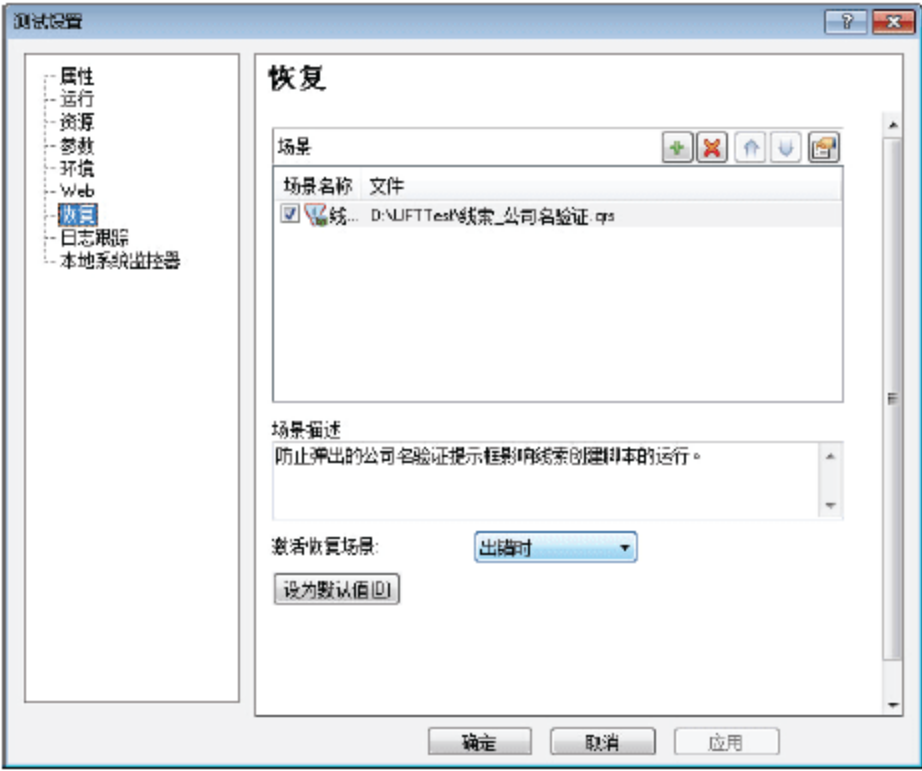 测试设置
属性
运行
资源
参数
环境
Web
恢复
日志跟踪
本地系统监控器
恢复
场景
场景名称 文件
线... D:\UFTTest\线索_公司名验证.qrs
场景描述
防止弹出的公司名验证提示框影响线索创建脚本的运行。
激活恢复场景: 出错时
设为默认值(D)
确定 取消 应用